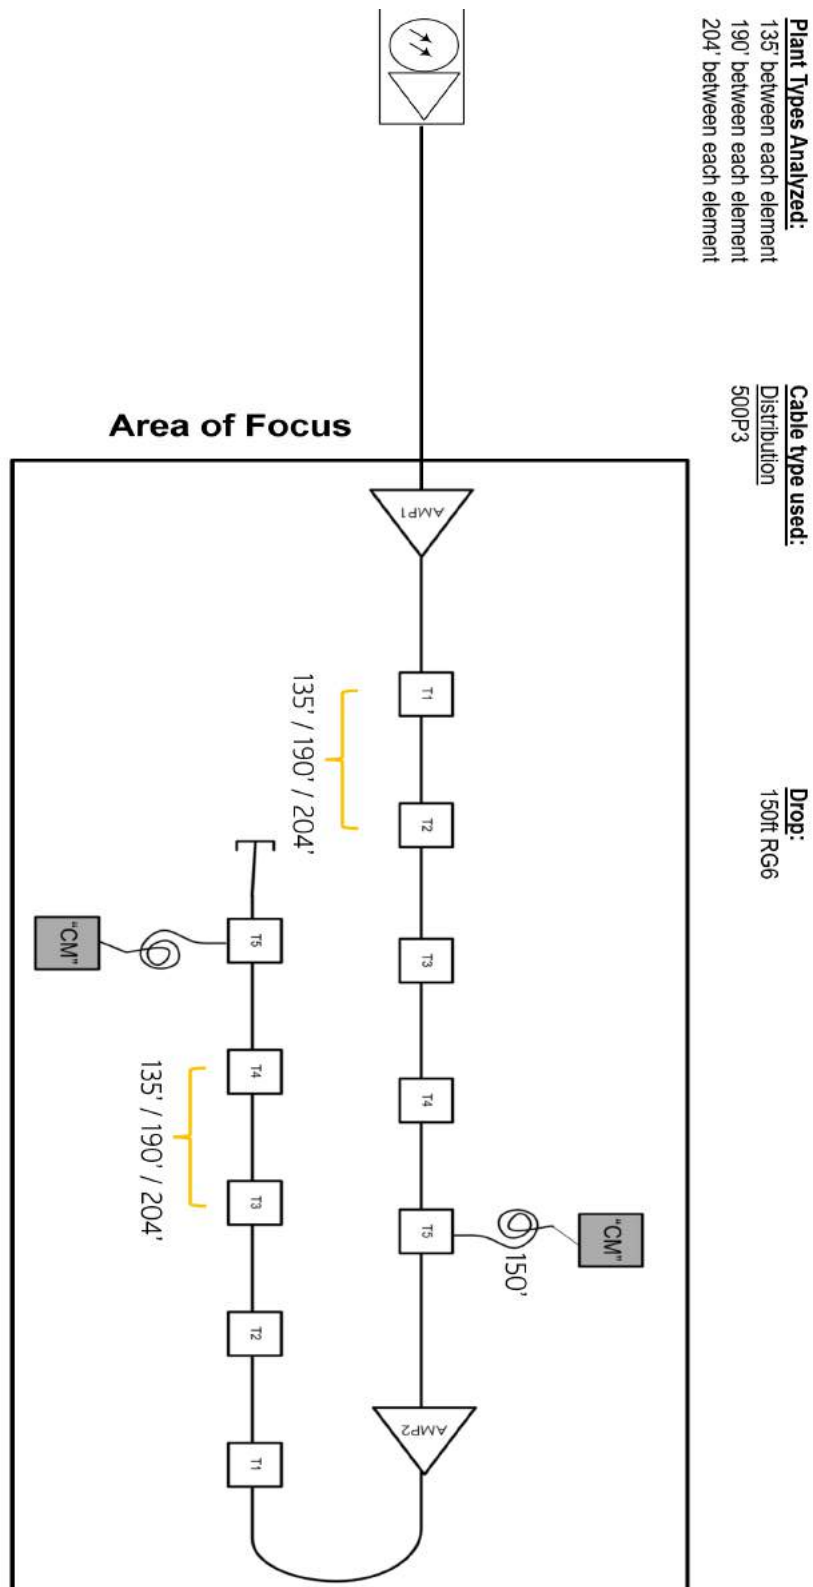 Plant Types Analyzed:
135' between each element
190' between each element
204' between each element
Cable type used:
Distribution
500P3
Drop:
150ft RG6
Area of Focus
AMP1
T1
T2
T3
T4
T5
AMP2
135' / 190' / 204'
"CM"
150'
T1
T2
T3
T4
T5
135' / 190' / 204'
"CM"